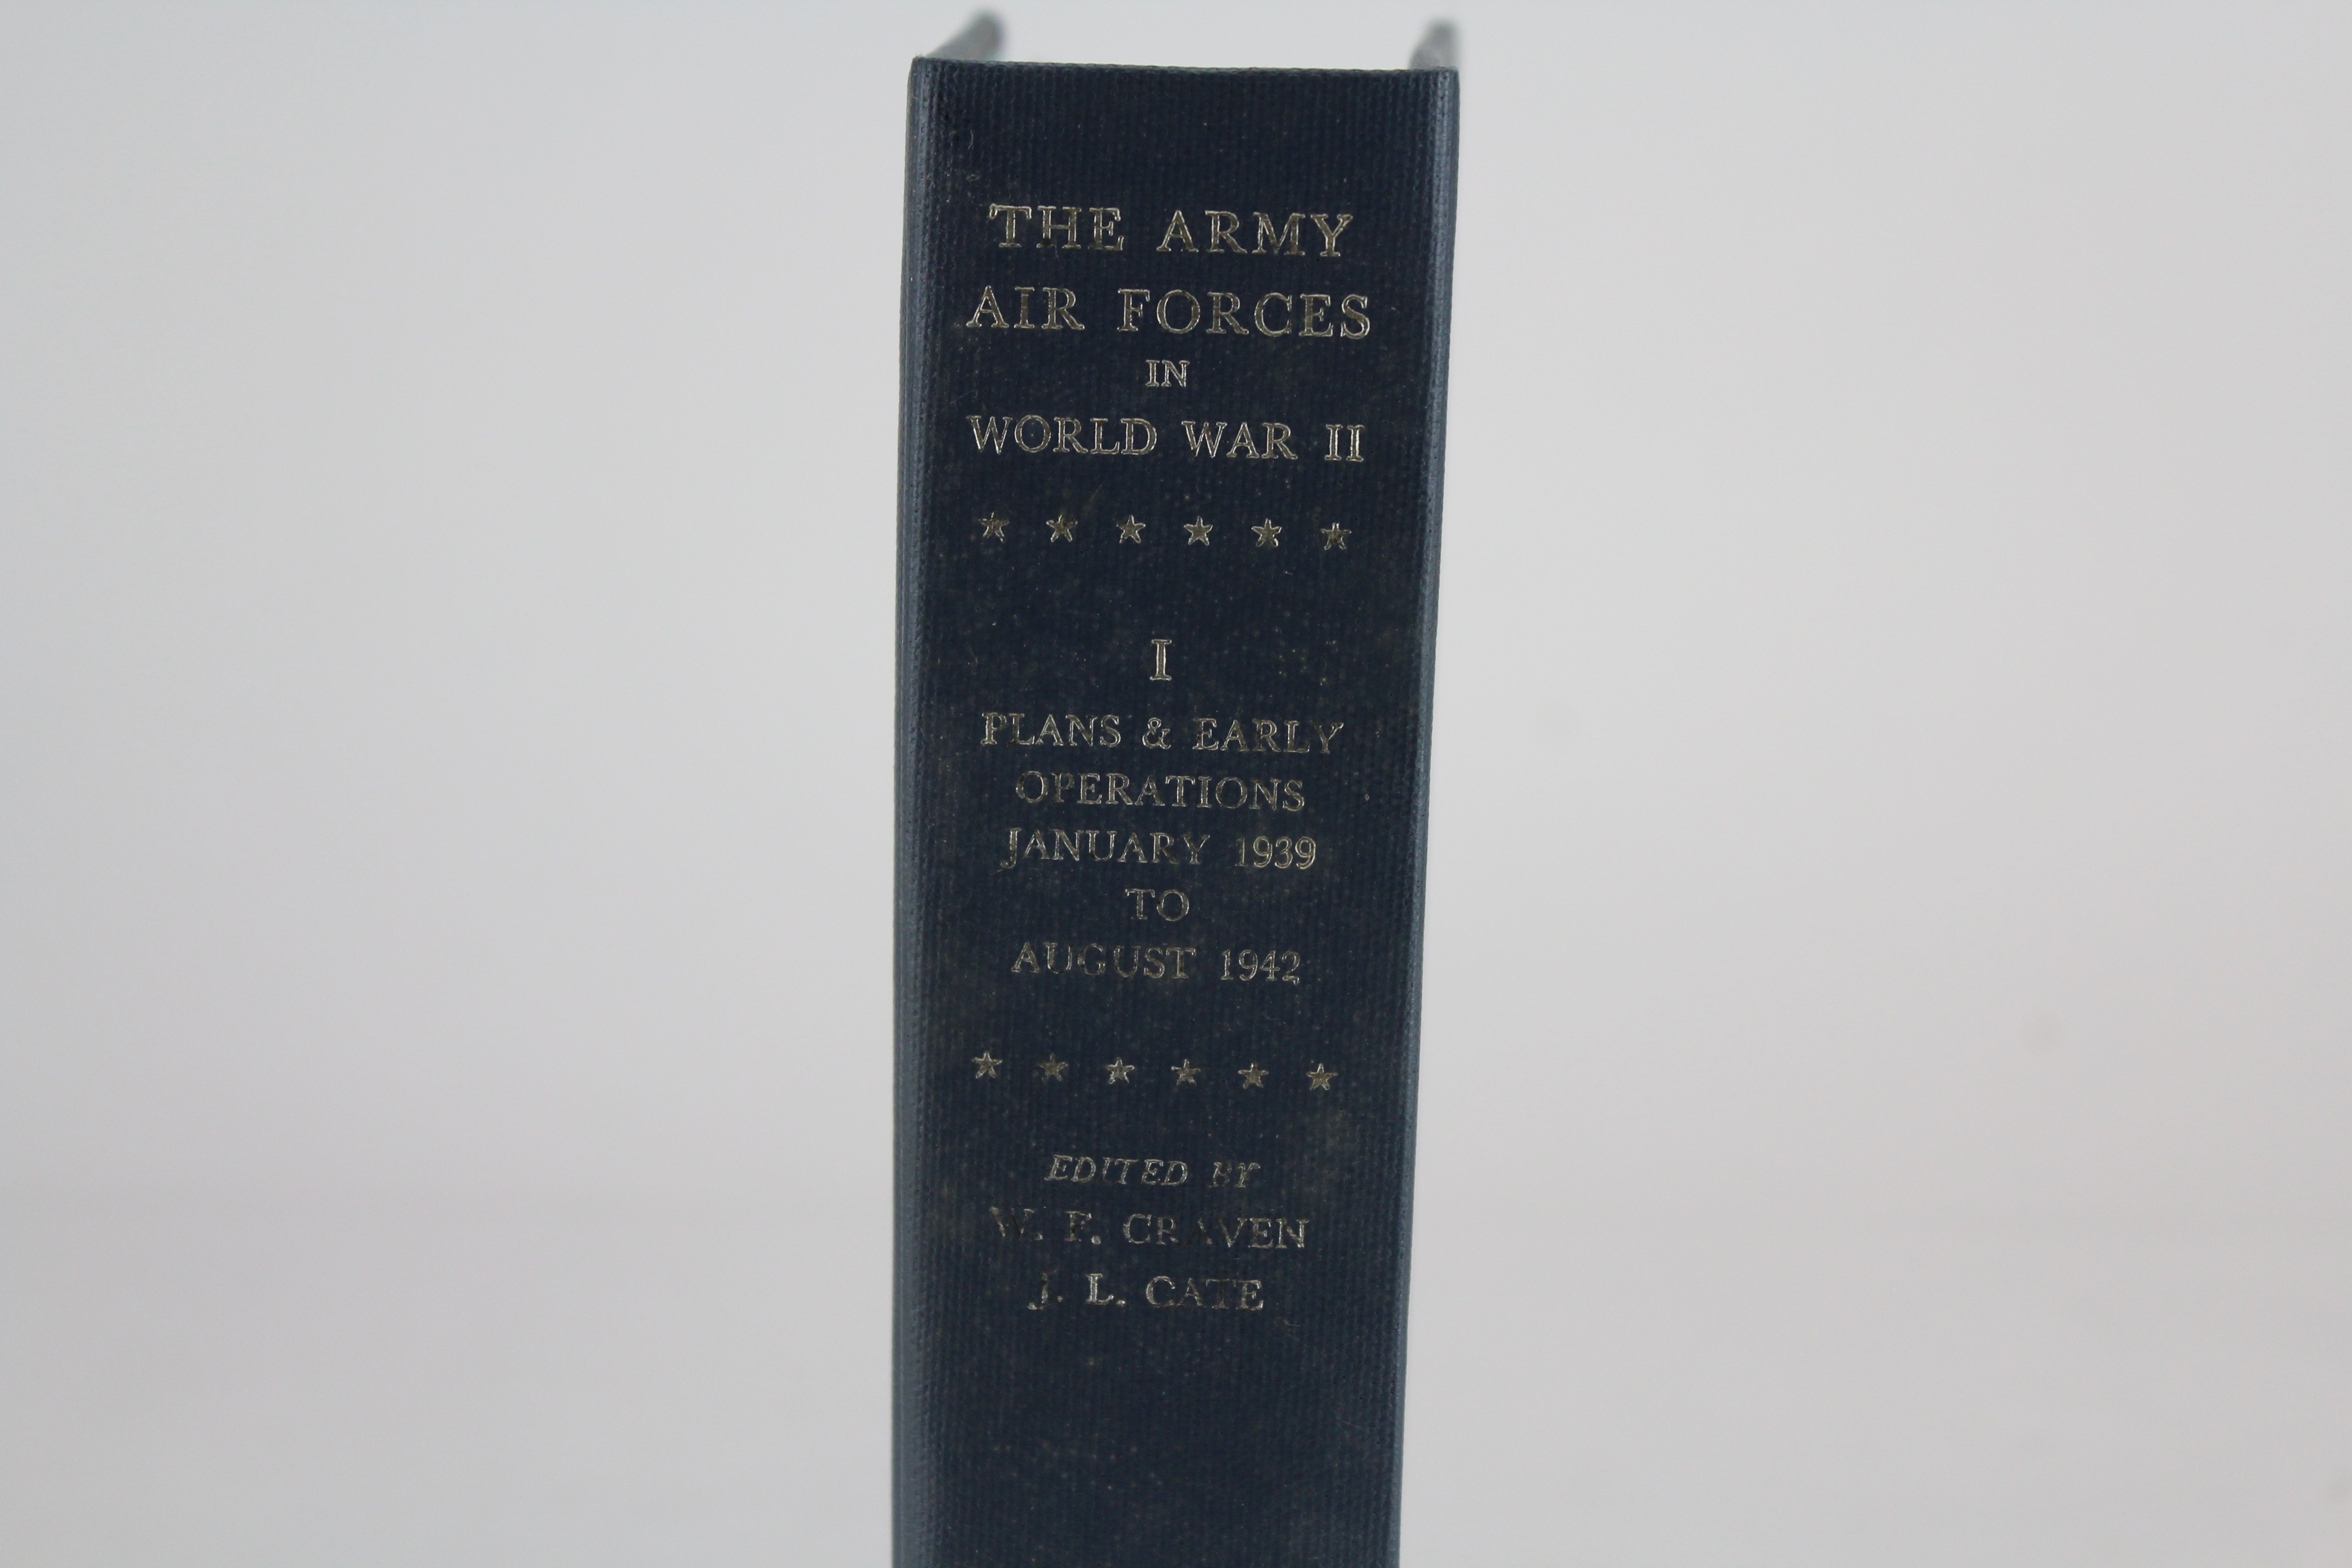 THE ARMY
AIR FORCES
IN
WORLD WAR II
★ ★ ★ ★ ★ ★
I
PLANS & EARLY
OPERATIONS
JANUARY 1939
TO
AUGUST 1942
★ ★ ★ ★ ★ ★
EDITED BY
W. F. CRAVEN
J. L. CATE